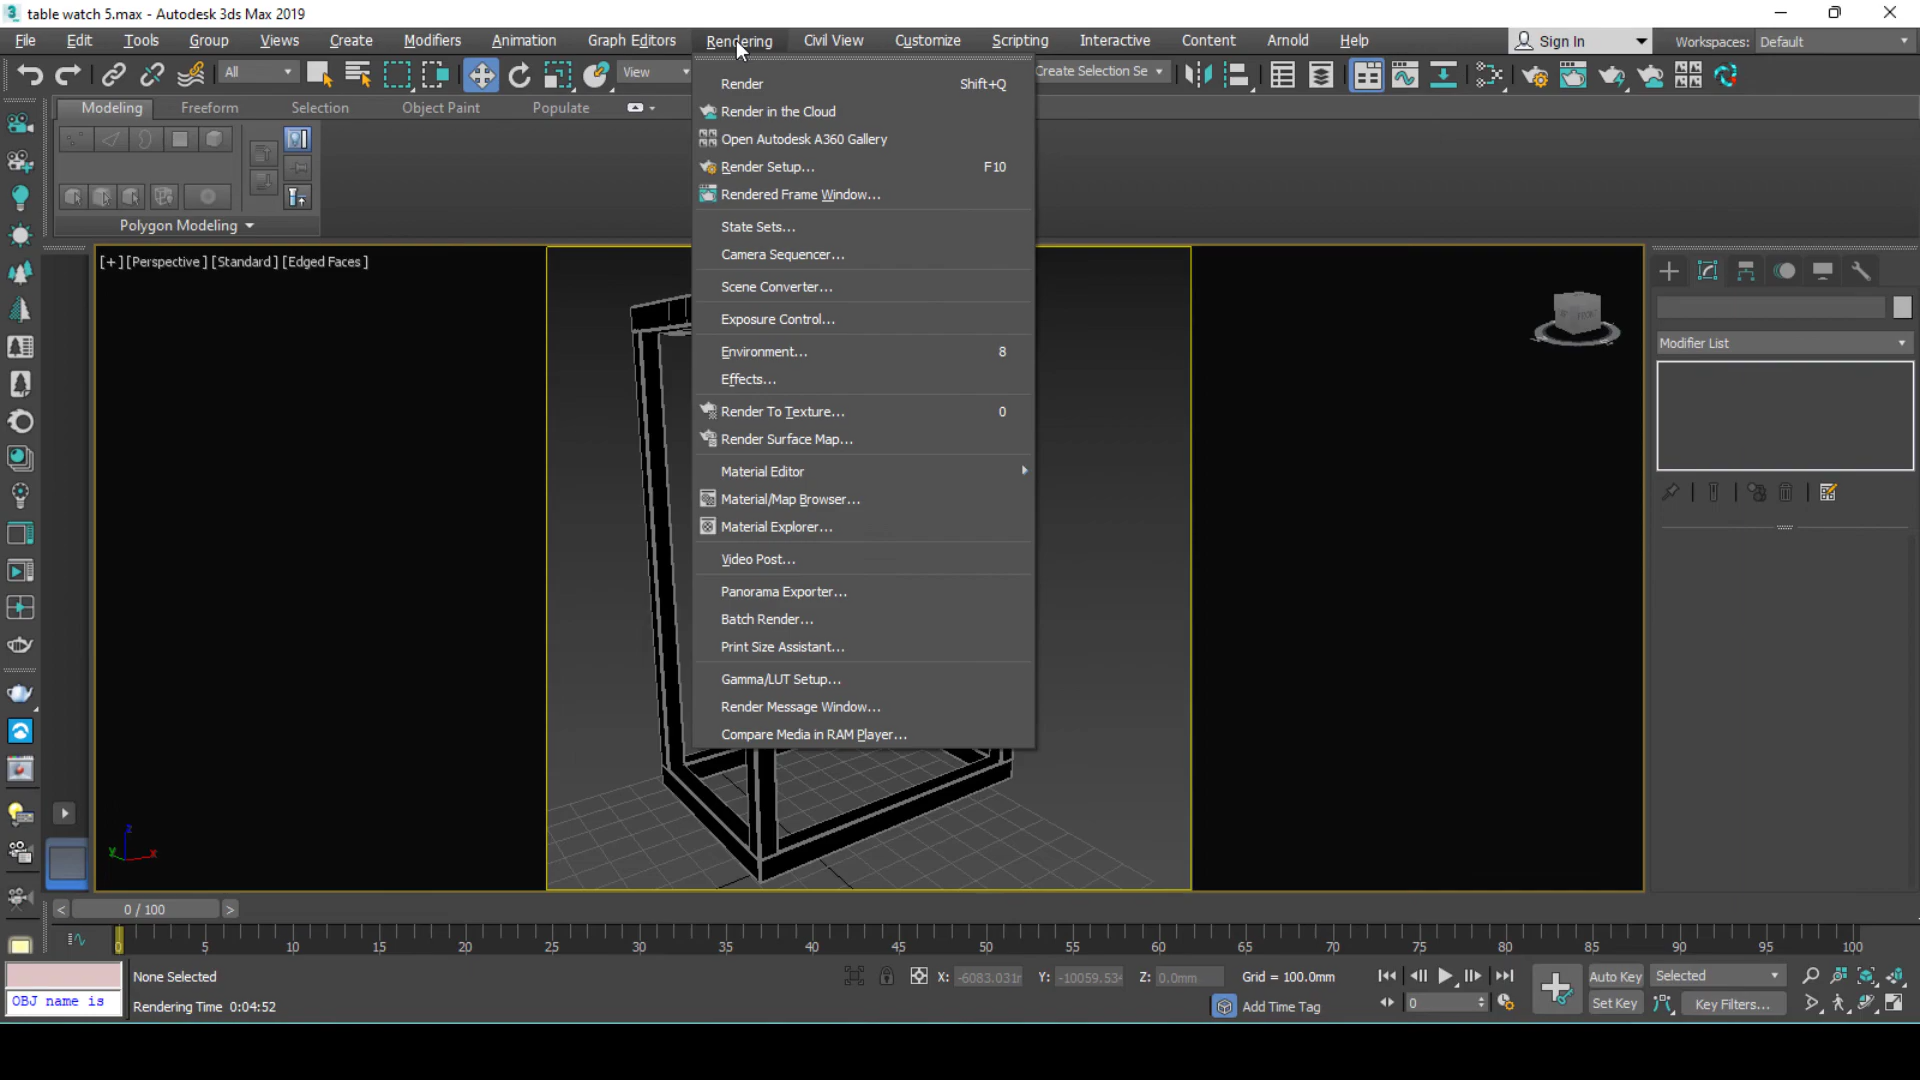 table watch 5.max - Autodesk 3ds Max 2019
File Edit Tools Group Views Create Modifiers Animation Graph Editors Rendering Civil View Customize Scripting Interactive Content Arnold Help Sign In Workspaces: Default
All View Create Selection Se
Modeling Freeform Selection Object Paint Populate
Polygon Modeling
Render Shift+Q
Render in the Cloud
Open Autodesk A360 Gallery
Render Setup... F10
Rendered Frame Window...
State Sets...
Camera Sequencer...
Scene Converter...
Exposure Control...
Environment... 8
Effects...
Render To Texture... 0
Render Surface Map...
Material Editor
Material/Map Browser...
Material Explorer...
Video Post...
Panorama Exporter...
Batch Render...
Print Size Assistant...
Gamma/LUT Setup...
Render Message Window...
Compare Media in RAM Player...
[+] [Perspective ] [Standard ] [Edged Faces ]
Modifier List
z
y x
< 0 / 100 >
0 5 10 15 20 25 30 35 40 45 50 55 60 65 70 75 80 85 90 95 100
None Selected X: -6083.031r Y: -10059.53 Z: 0.0mm Grid = 100.0mm Auto Key Selected
OBJ name is Rendering Time 0:04:52 Add Time Tag 0 Set Key Key Filters...